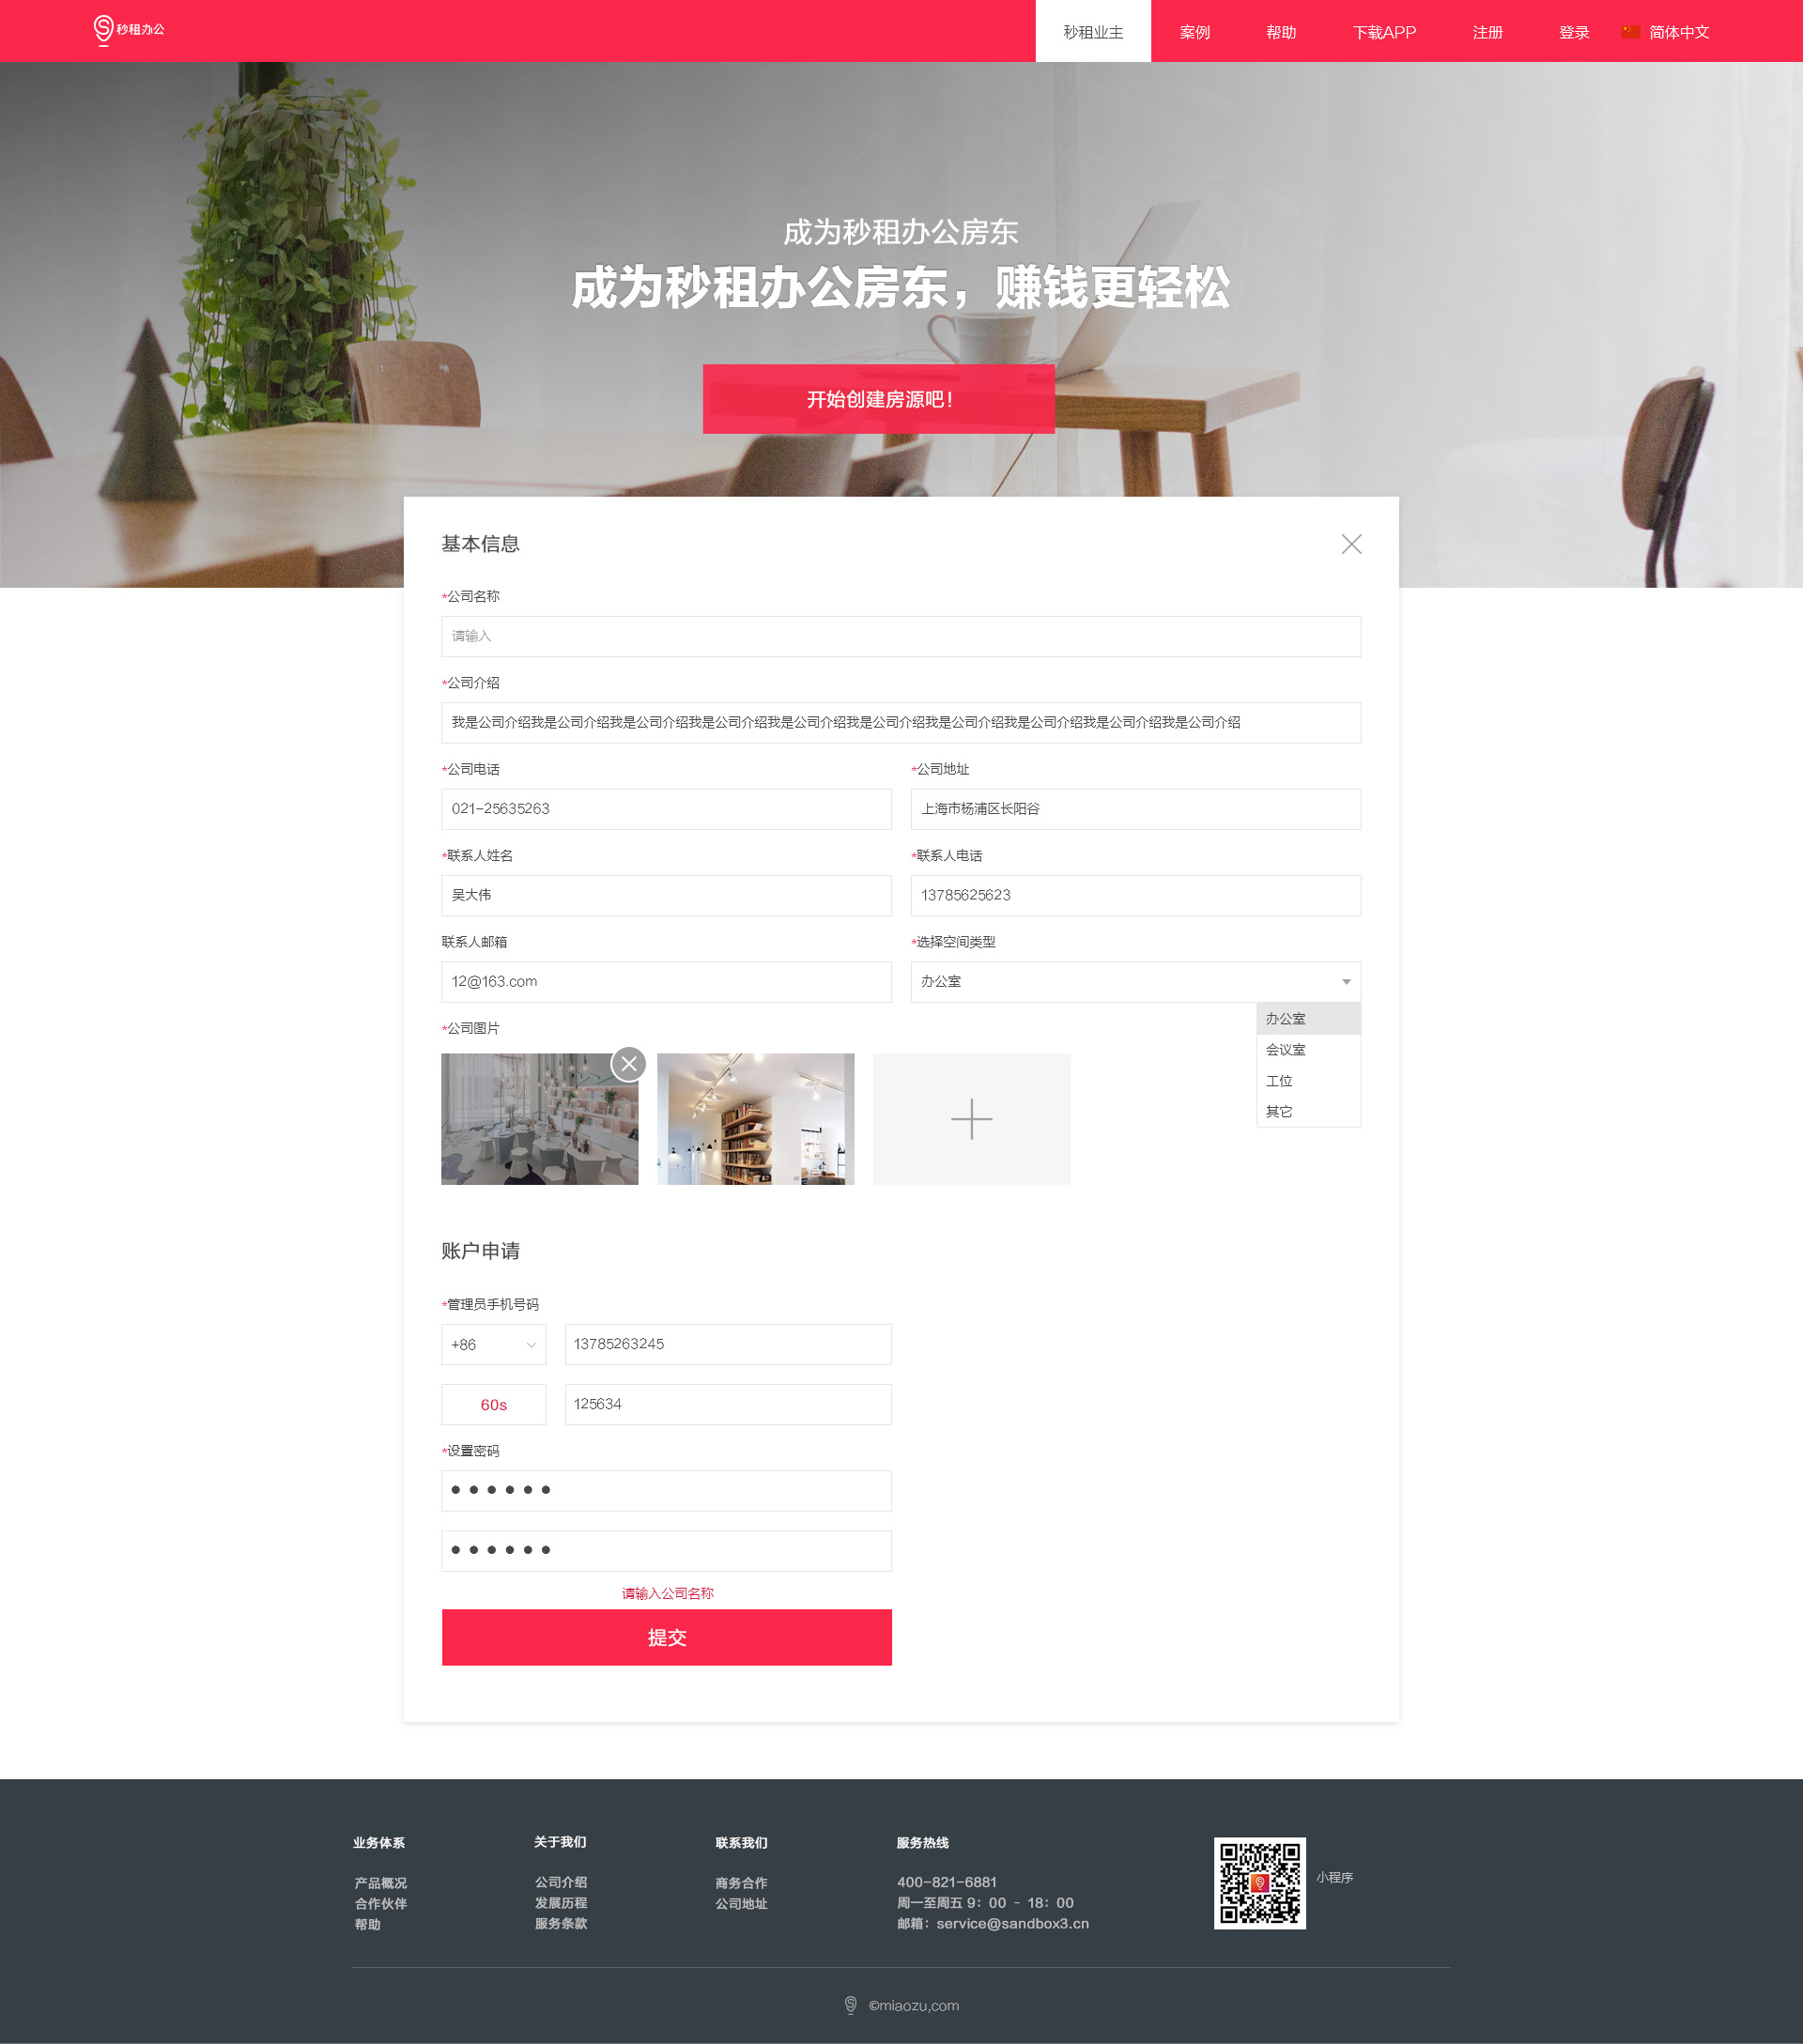 秒租办公
秒租业主 案例 帮助 下载APP 注册 登录 简体中文
成为秒租办公房东
成为秒租办公房东，赚钱更轻松
开始创建房源吧！
基本信息
*公司名称
请输入
*公司介绍
我是公司介绍我是公司介绍我是公司介绍我是公司介绍我是公司介绍我是公司介绍我是公司介绍我是公司介绍我是公司介绍我是公司介绍
*公司电话 *公司地址
021-25635263 上海市杨浦区长阳谷
*联系人姓名 *联系人电话
吴大伟 13785625623
联系人邮箱 *选择空间类型
12@163.com 办公室
*公司图片
办公室
会议室
工位
其它
账户申请
*管理员手机号码
+86 13785263245
60s 125634
*设置密码
请输入公司名称
提交
业务体系 关于我们 联系我们 服务热线
产品概况 公司介绍 商务合作 400-821-6881 小程序
合作伙伴 发展历程 公司地址 周一至周五 9：00 - 18：00
帮助 服务条款 邮箱：service@sandbox3.cn
©miaozu,com